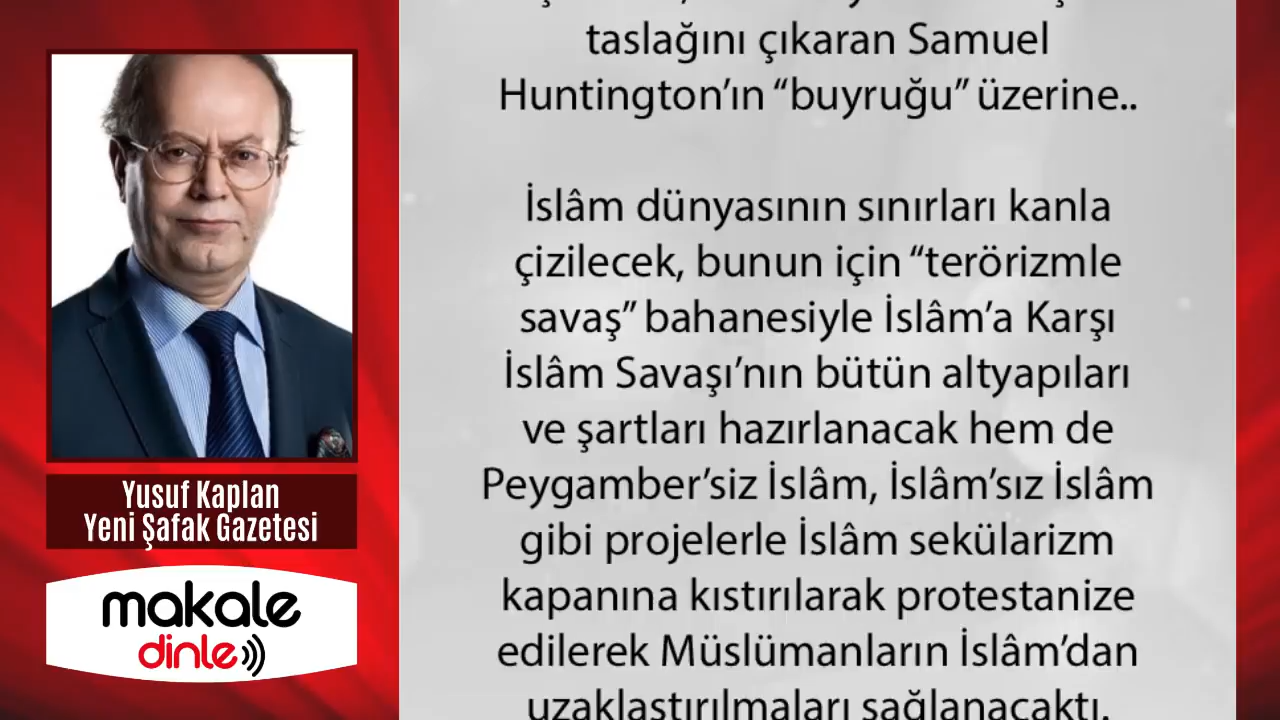 taslağını çıkaran Samuel
Huntington’ın “buyruğu” üzerine..
İslâm dünyasının sınırları kanla
çizilecek, bunun için “terörizmle
savaş” bahanesiyle İslâm’a Karşı
İslâm Savaşı’nın bütün altyapıları
ve şartları hazırlanacak hem de
Peygamber’siz İslâm, İslâm’sız İslâm
gibi projelerle İslâm sekülarizm
kapanına kıstırılarak protestanize
edilerek Müslümanların İslâm’dan
uzaklaştırılmaları sağlanacaktı.
Yusuf Kaplan
Yeni Şafak Gazetesi
makale
dinle